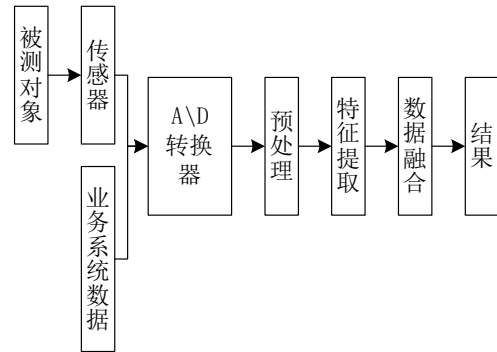 被测对象
传感器
业务系统数据
A\D
转换
器
预处理
特征提取
数据融合
结果